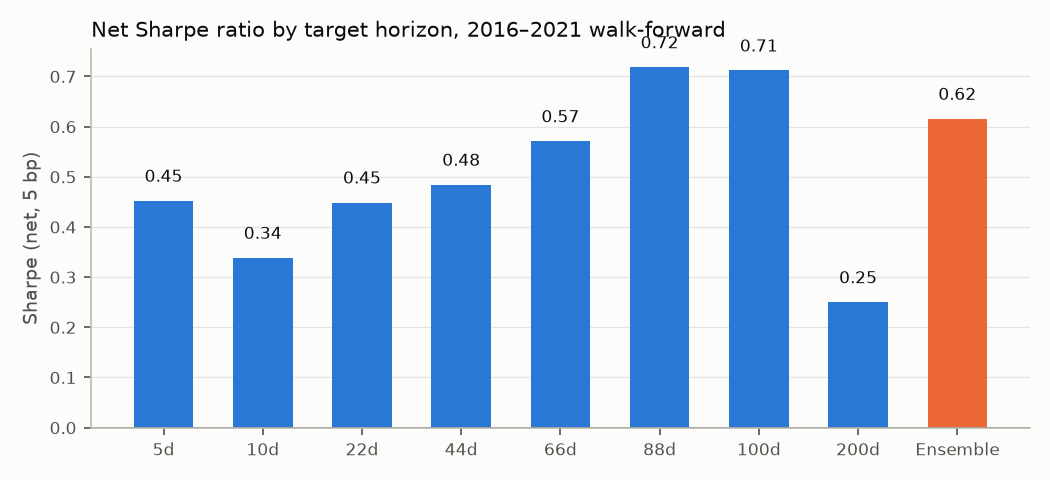 Net Sharpe ratio by target horizon, 2016–2021 walk-forward
Sharpe (net, 5 bp)
0.7
0.6
0.5
0.4
0.3
0.2
0.1
0.0
0.45
0.34
0.45
0.48
0.57
0.72
0.71
0.25
0.62
5d
10d
22d
44d
66d
88d
100d
200d
Ensemble